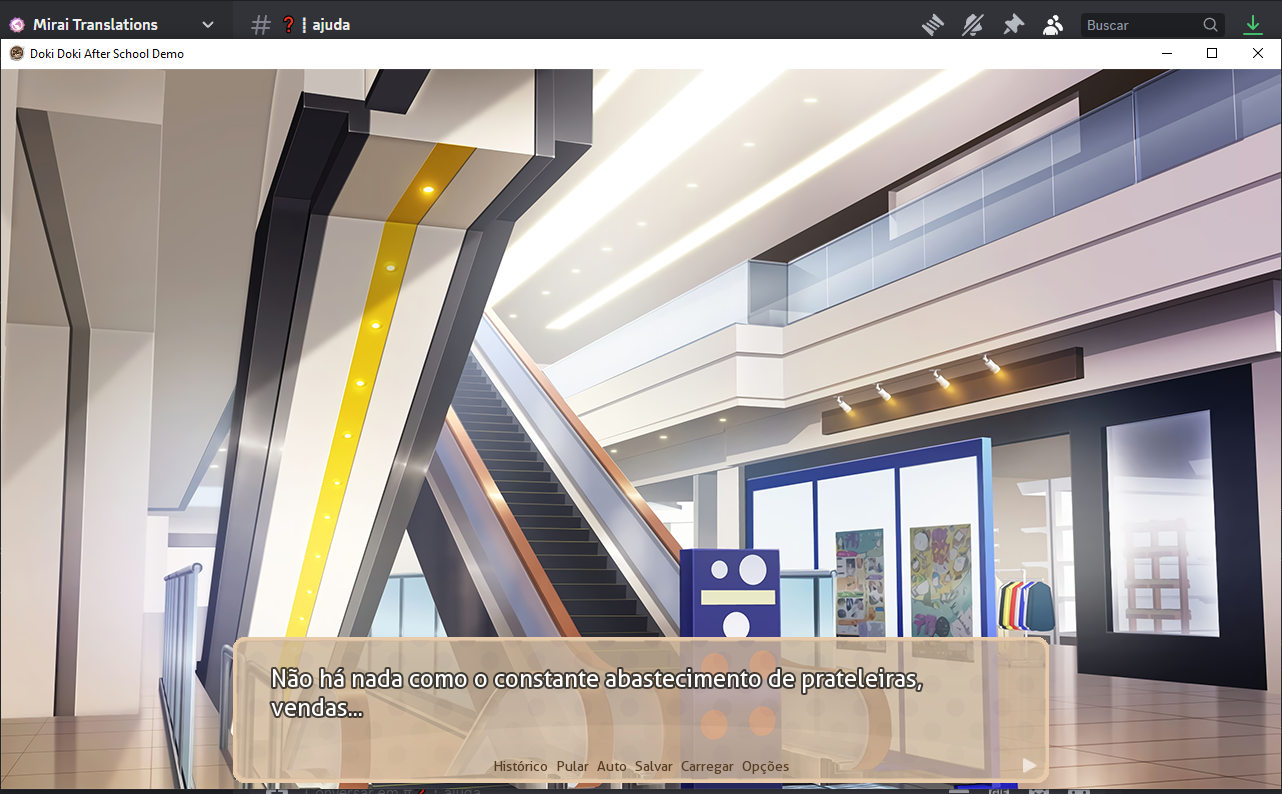 Mirai Translations
# ❓┇ajuda
Buscar
Doki Doki After School Demo
Não há nada como o constante abastecimento de prateleiras,
vendas...
Histórico Pular Auto Salvar Carregar Opções